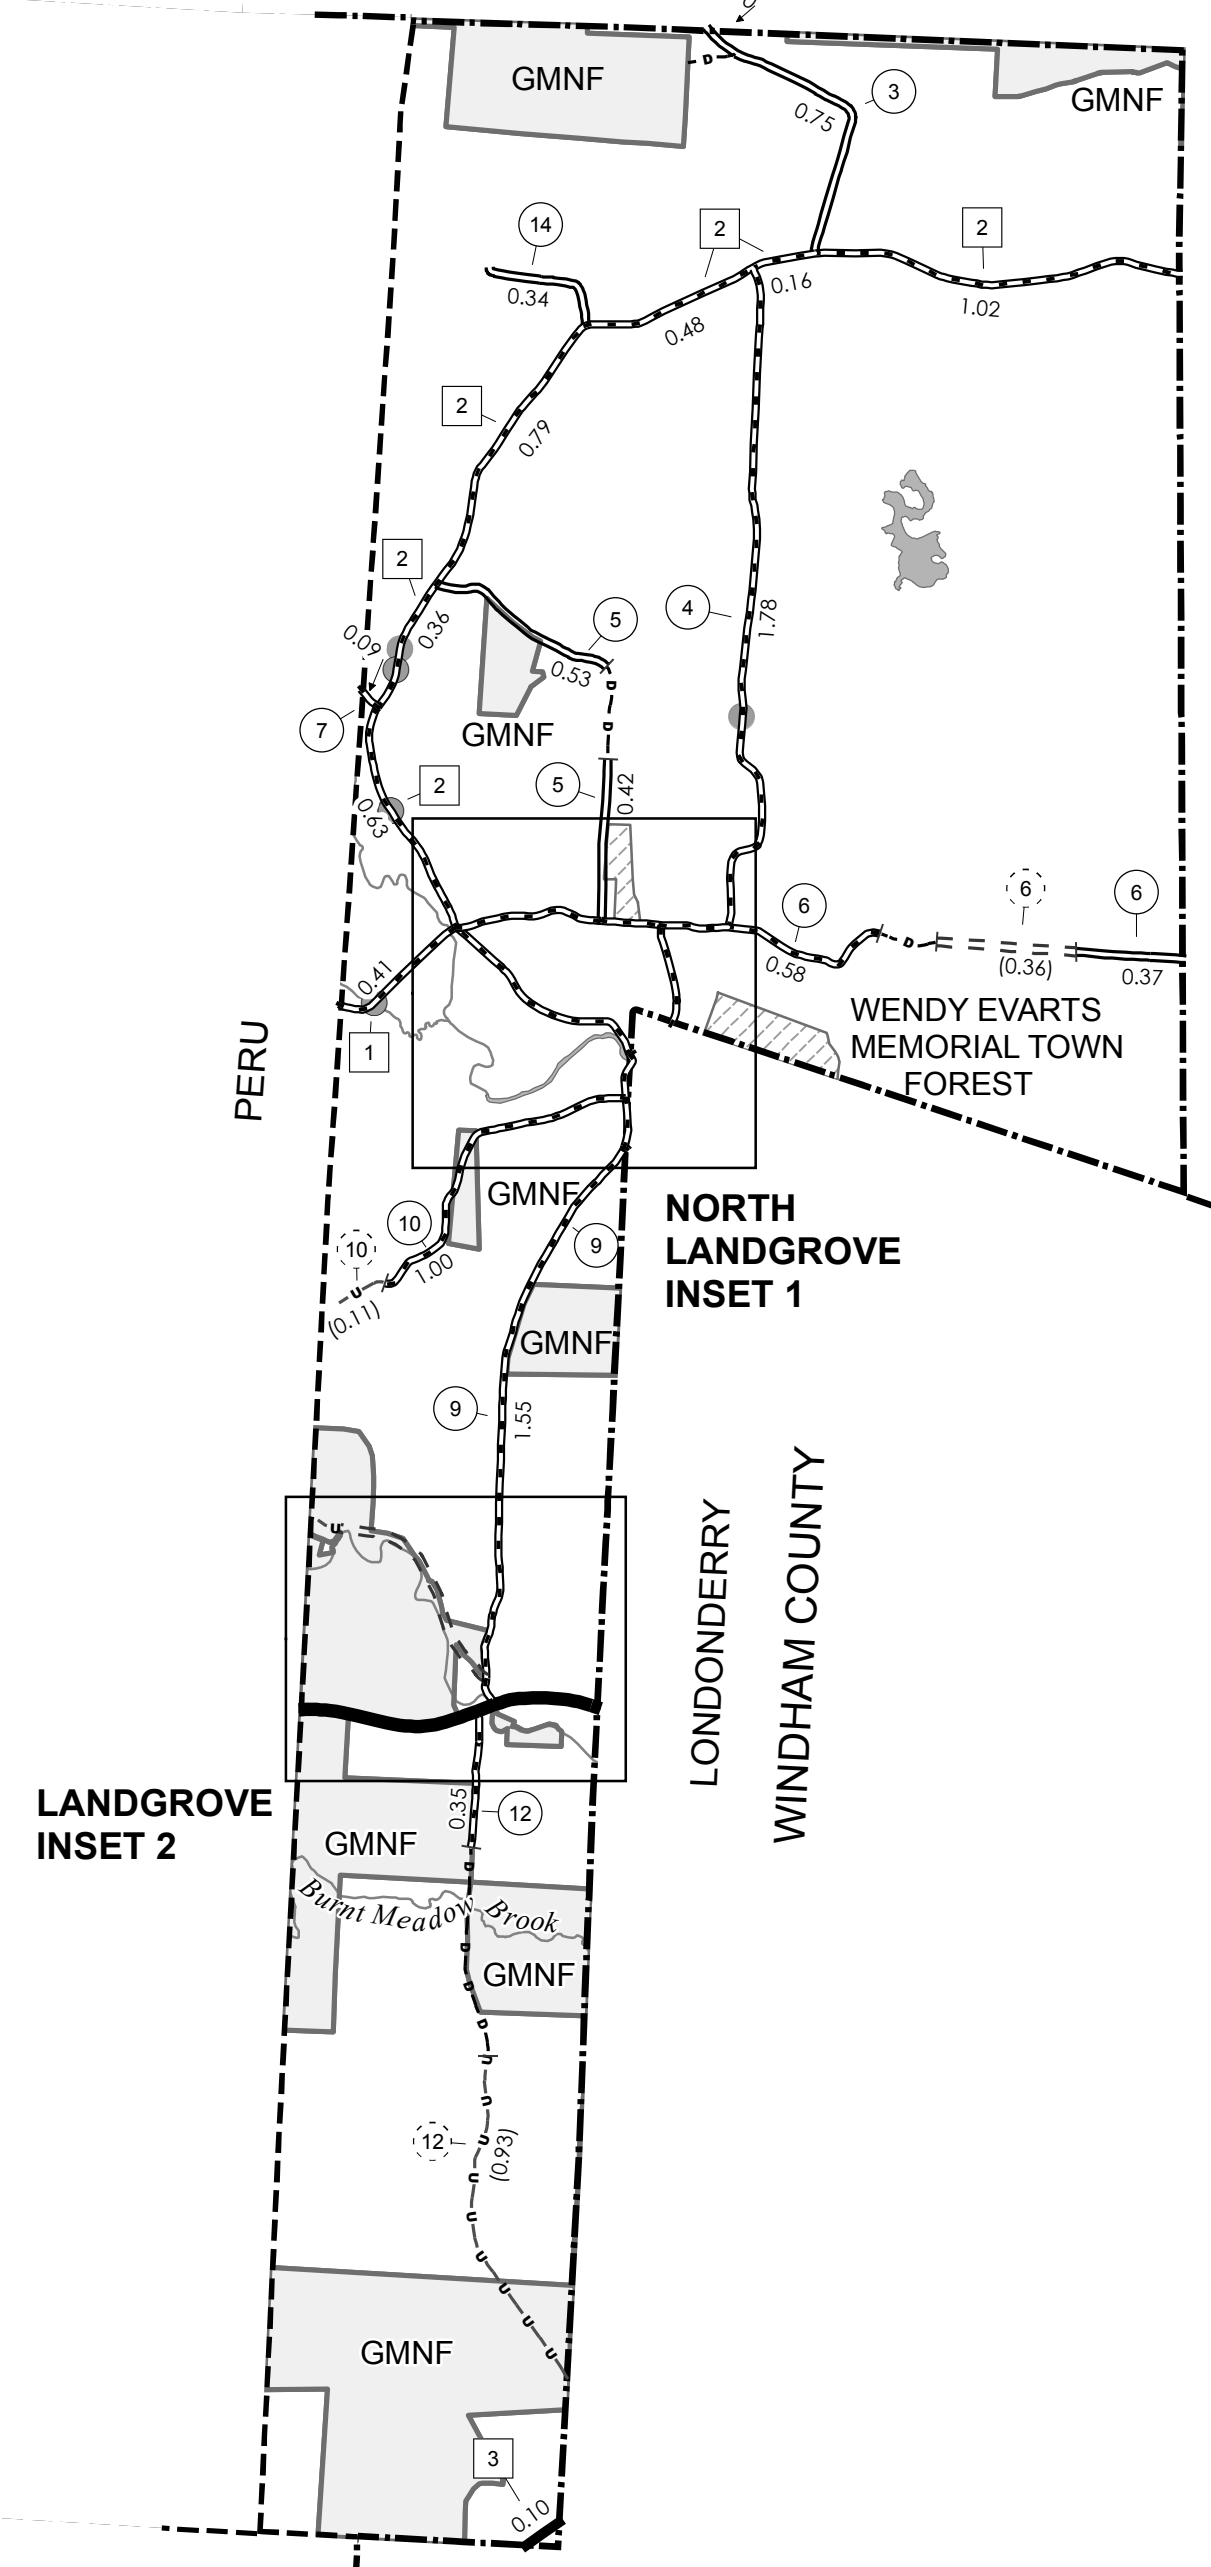 GMNF
GMNF
3
0.75
14
2
2
0.34
0.16
0.48
1.02
2
0.79
2
0.36
0.09
5
4
1.78
0.53
7
GMNF
2
5
0.42
0.63
6
6
6
D
D
D
D
0.58
(0.36)
0.37
0.41
1
WENDY EVARTS
MEMORIAL TOWN
FOREST
PERU
GMNF
10
10
1.00
U
(0.11)
9
NORTH
LANDGROVE
INSET 1
GMNF
9
1.55
U
LONDONDERRY
WINDHAM COUNTY
LANDGROVE
INSET 2
0.35
12
GMNF
D
Burnt Meadow Brook
D
GMNF
D
D
U
U
12
U
(0.93)
U
U
U
U
U
U
GMNF
3
0.10